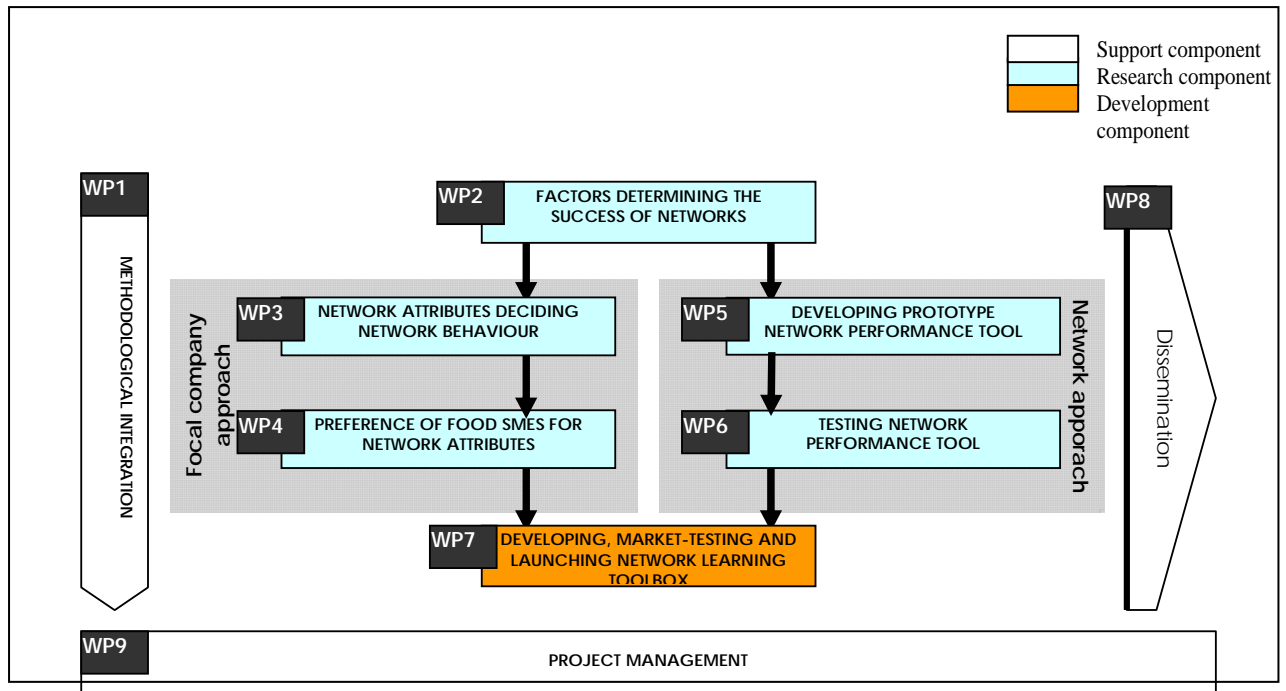 Support component
Research component
Development
component
WP1
METHODOLOGICAL INTEGRATION
WP2
FACTORS DETERMINING THE
SUCCESS OF NETWORKS
WP8
Dissemination
Focal company
approach
WP3
NETWORK ATTRIBUTES DECIDING
NETWORK BEHAVIOUR
WP4
PREFERENCE OF FOOD SMES FOR
NETWORK ATTRIBUTES
WP5
DEVELOPING PROTOTYPE
NETWORK PERFORMANCE TOOL
WP6
TESTING NETWORK
PERFORMANCE TOOL
Network apporach
WP7
DEVELOPING, MARKET-TESTING AND
LAUNCHING NETWORK LEARNING
TOOLBOX
WP9
PROJECT MANAGEMENT